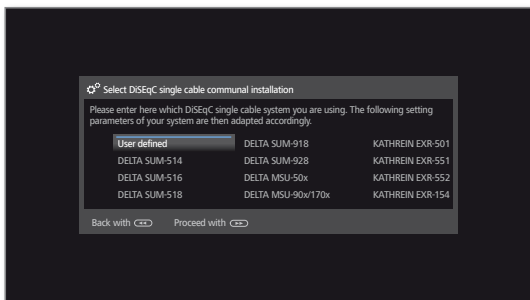 Select DiSEqC single cable communal installation
Please enter here which DiSEqC single cable system you are using. The following setting
parameters of your system are then adapted accordingly.
User defined DELTA SUM-918 KATHREIN EXR-501
DELTA SUM-514 DELTA SUM-928 KATHREIN EXR-551
DELTA SUM-516 DELTA MSU-50x KATHREIN EXR-552
DELTA SUM-518 DELTA MSU-90x/170x KATHREIN EXR-154
Back with Proceed with